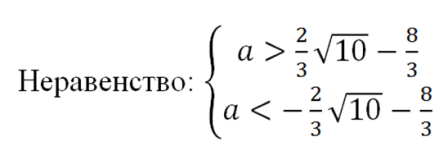 Неравенство: { a > 2/3 √10 − 8/3
a < − 2/3 √10 − 8/3